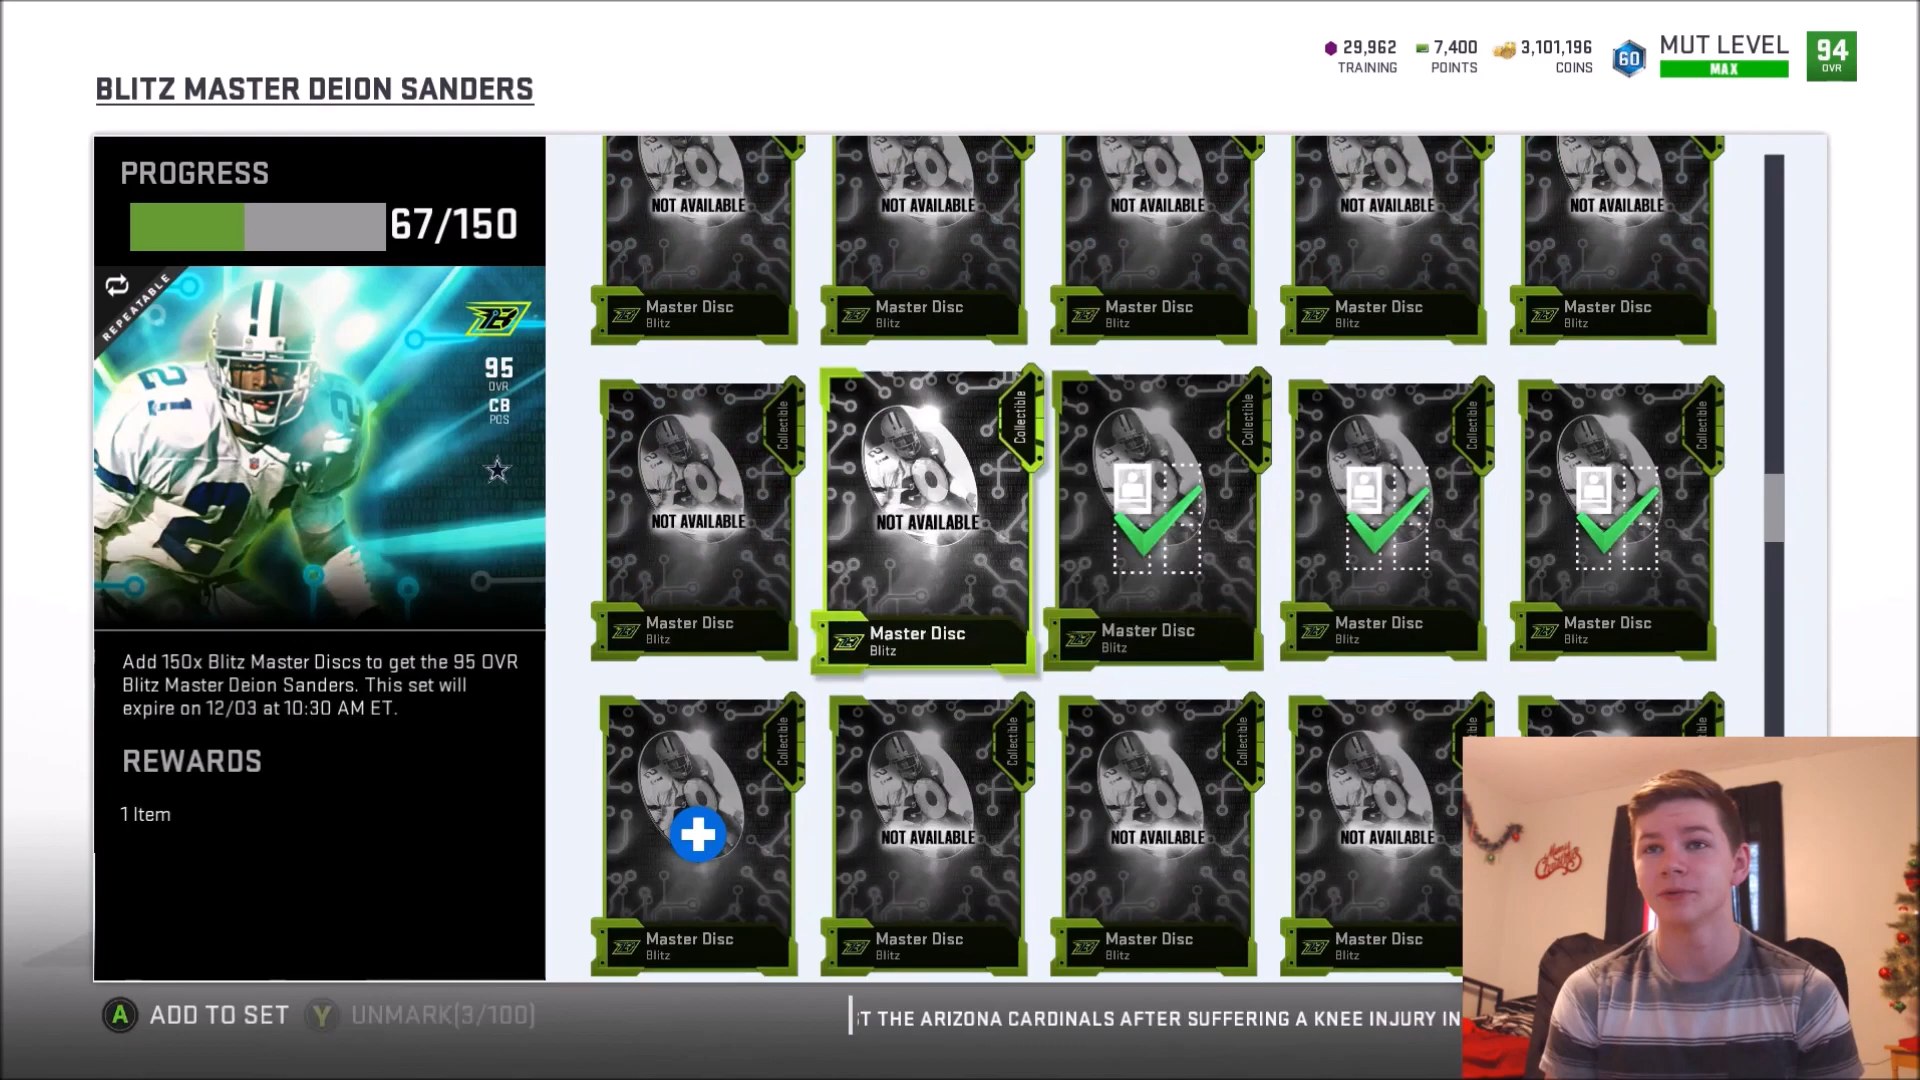 29,962
TRAINING
7,400
POINTS
3,101,196
COINS
60
MUT LEVEL
MAX
94
OVR
BLITZ MASTER DEION SANDERS
PROGRESS
67/150
REPEATABLE
95
OVR
CB
POS
21
Add 150x Blitz Master Discs to get the 95 OVR
Blitz Master Deion Sanders. This set will
expire on 12/03 at 10:30 AM ET.
REWARDS
1 Item
NOT AVAILABLE
Master Disc
Blitz
NOT AVAILABLE
Master Disc
Blitz
NOT AVAILABLE
Master Disc
Blitz
NOT AVAILABLE
Master Disc
Blitz
NOT AVAILABLE
Master Disc
Blitz
Collectible
NOT AVAILABLE
Master Disc
Blitz
Collectible
NOT AVAILABLE
Master Disc
Blitz
Collectible
Master Disc
Blitz
Collectible
Master Disc
Blitz
Collectible
Master Disc
Blitz
Collectible
Master Disc
Blitz
Collectible
NOT AVAILABLE
Master Disc
Blitz
Collectible
NOT AVAILABLE
Master Disc
Blitz
NOT AVAILABLE
Master Disc
Blitz
A ADD TO SET
Y UNMARK(3/100)
T THE ARIZONA CARDINALS AFTER SUFFERING A KNEE INJURY IN
Merry
Christmas